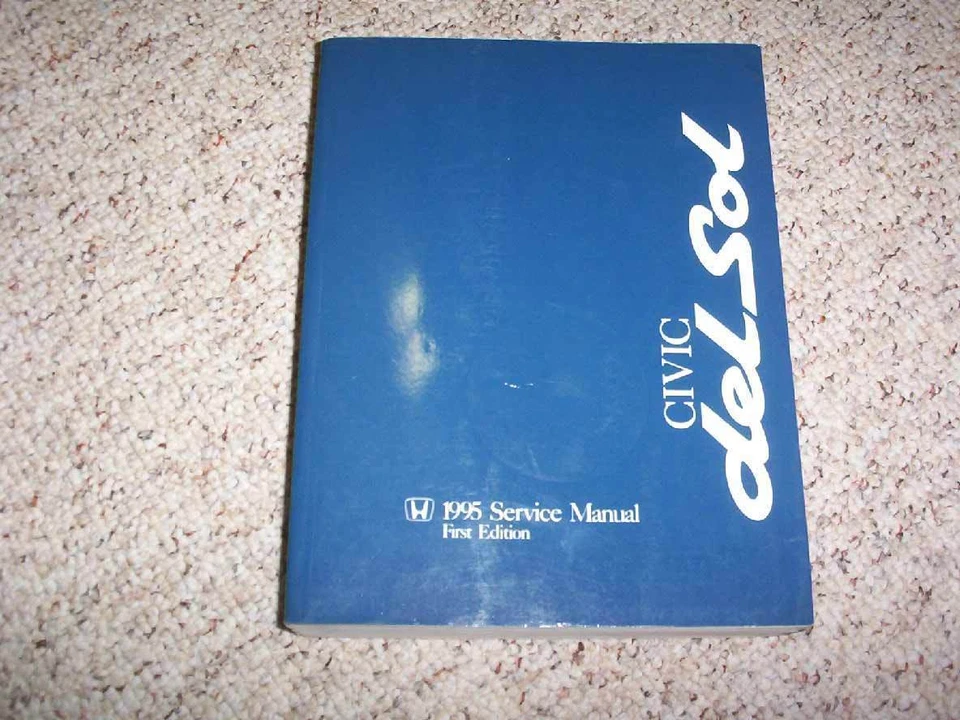 CIVIC
del Sol
1995 Service Manual
First Edition